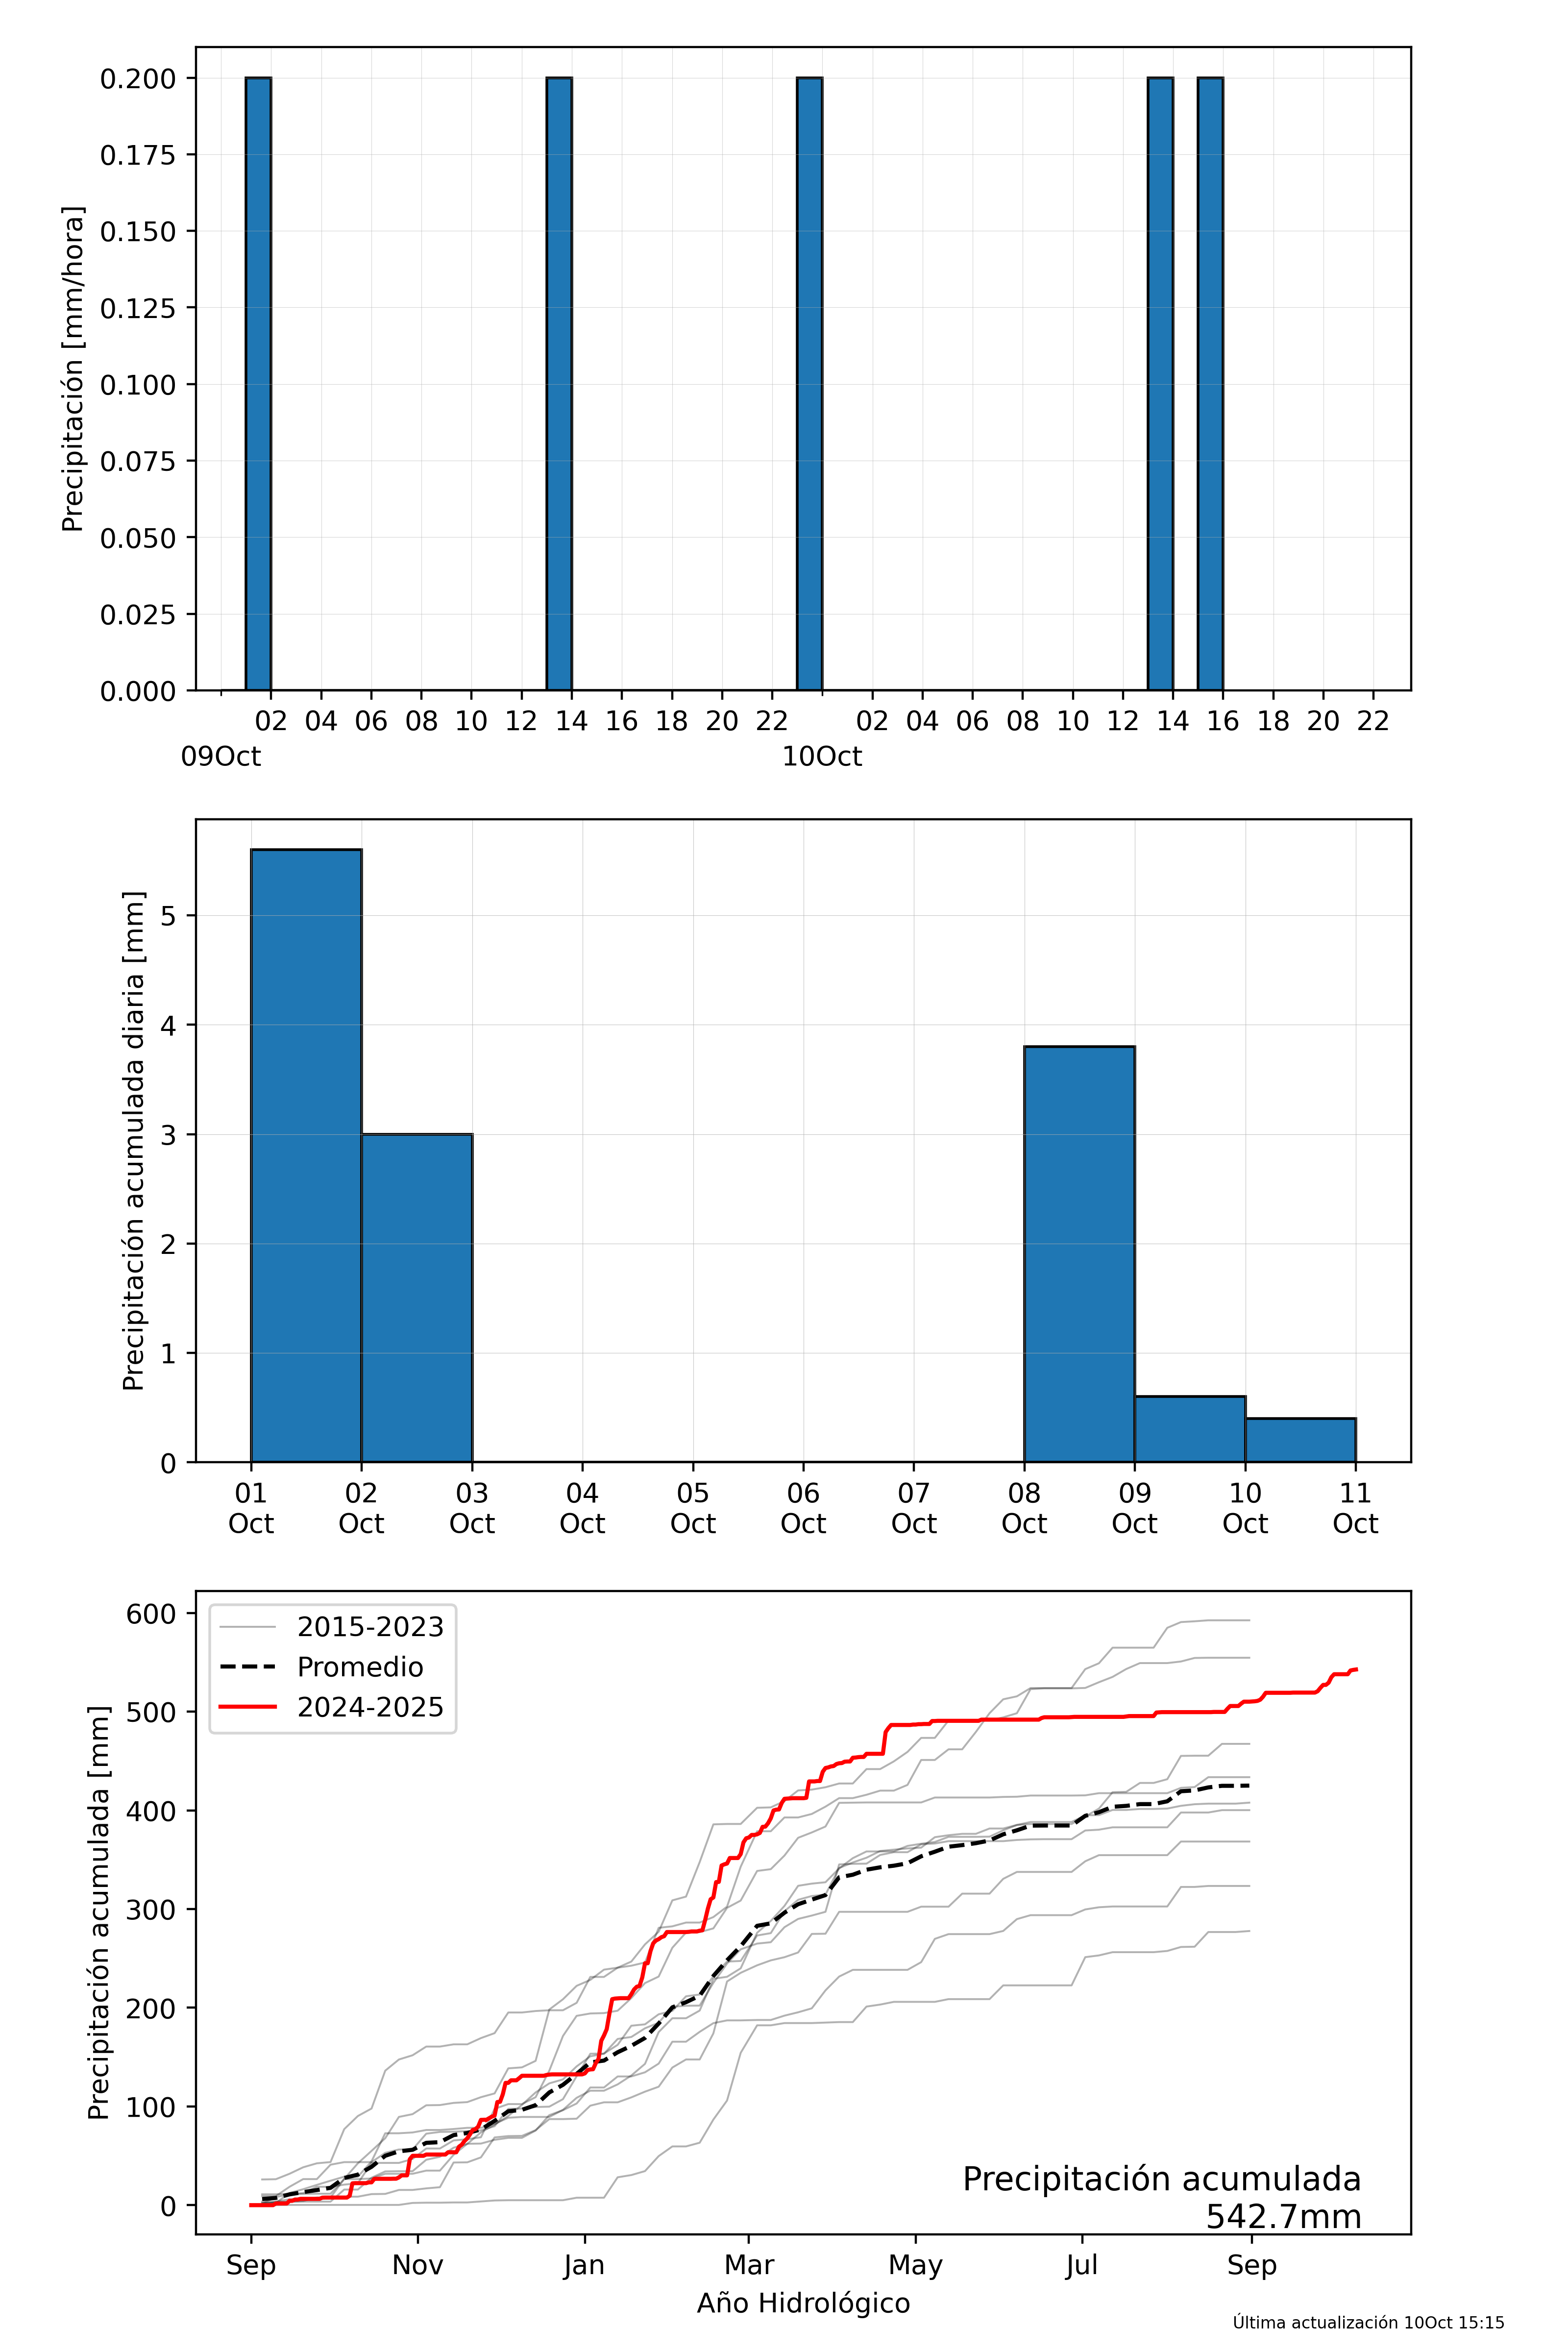 Precipitación [mm/hora]
0.200
0.175
0.150
0.125
0.100
0.075
0.050
0.025
0.000
02 04 06 08 10 12 14 16 18 20 22 02 04 06 08 10 12 14 16 18 20 22
09Oct 10Oct
Precipitación acumulada diaria [mm]
5
4
3
2
1
0
01 02 03 04 05 06 07 08 09 10 11
Oct Oct Oct Oct Oct Oct Oct Oct Oct Oct Oct
Precipitación acumulada [mm]
600
500
400
300
200
100
0
2015-2023
Promedio
2024-2025
Precipitación acumulada
542.7mm
Sep Nov Jan Mar May Jul Sep
Año Hidrológico
Última actualización 10Oct 15:15